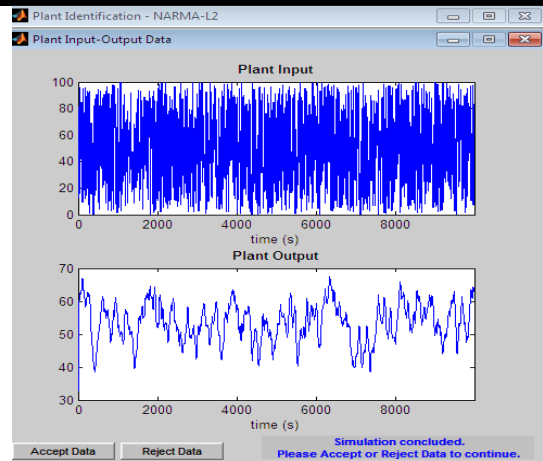 Plant Identification - NARMA-L2
Plant Input-Output Data
Plant Input
100
80
60
40
20
0
0 2000 4000 6000 8000
time (s)
Plant Output
70
60
50
40
30
0 2000 4000 6000 8000
time (s)
Accept Data Reject Data
Simulation concluded.
Please Accept or Reject Data to continue.